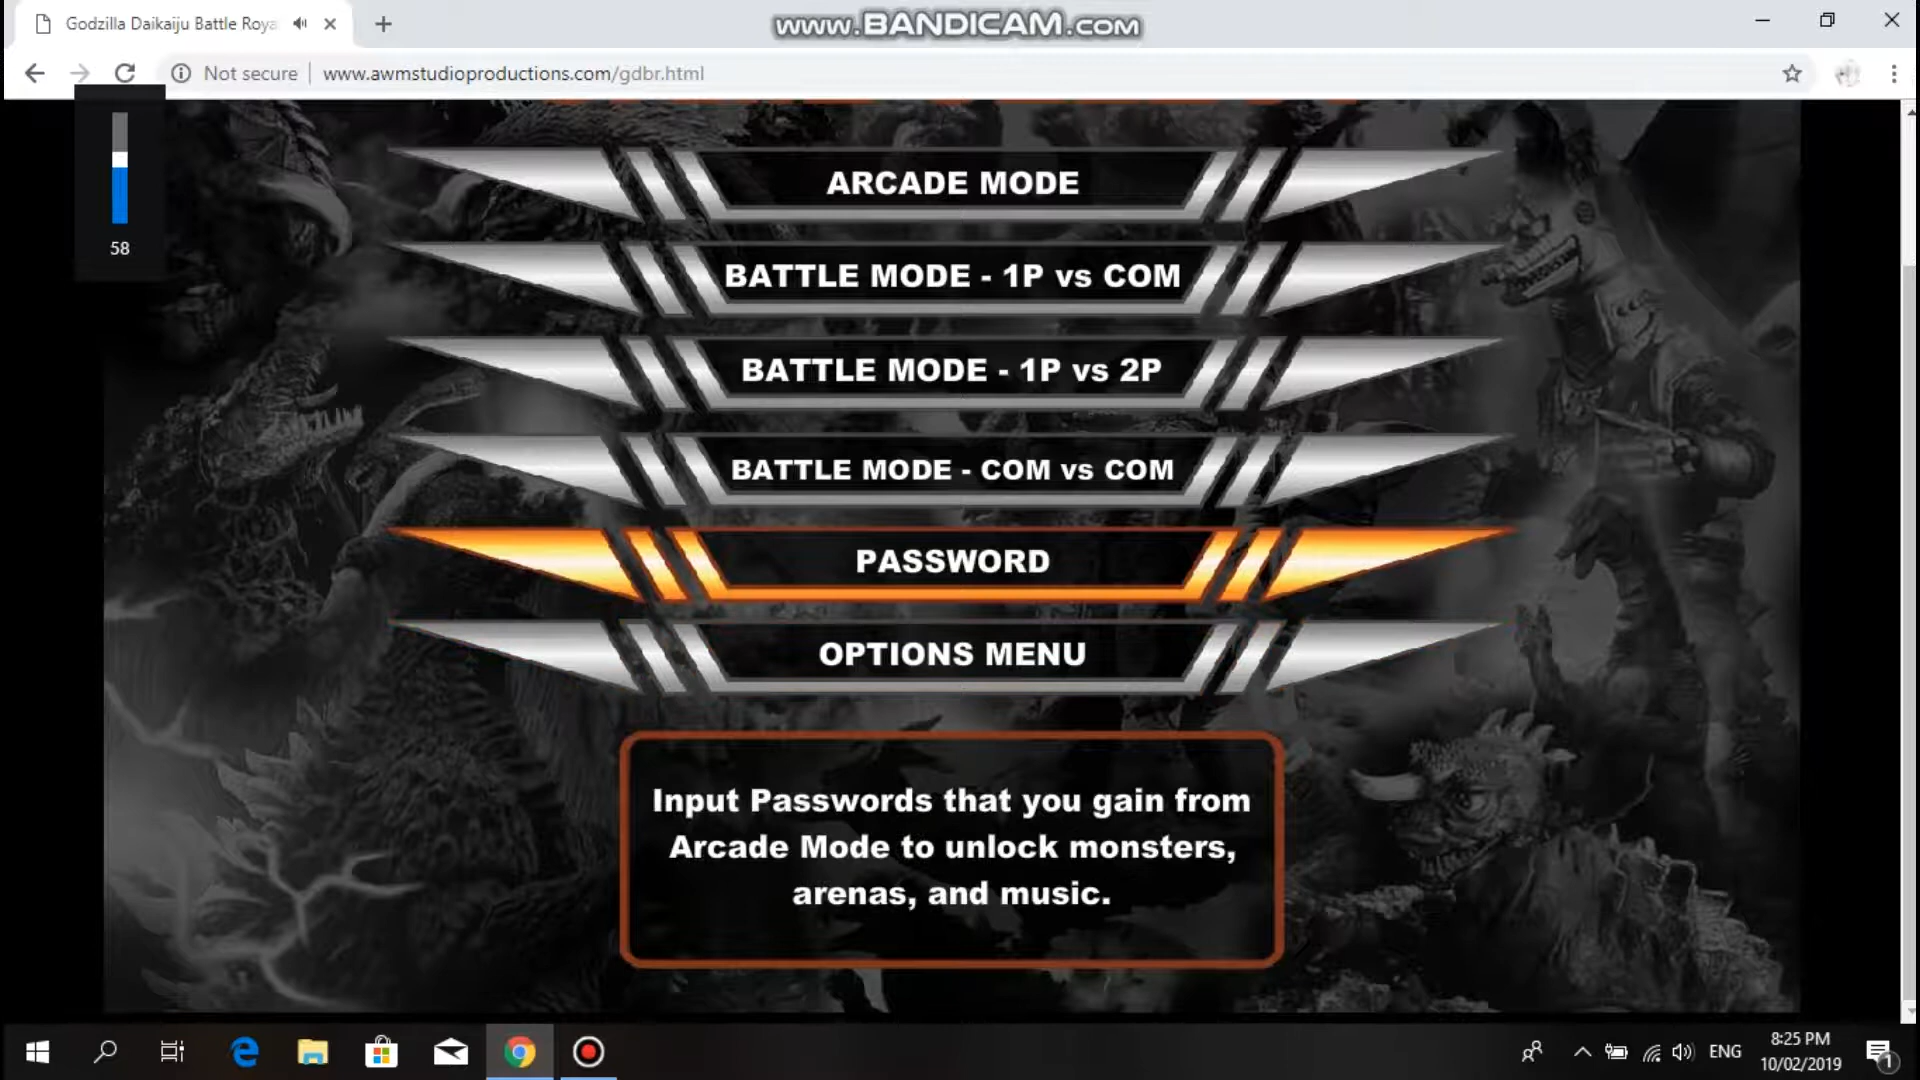 Godzilla Daikaiju Battle Roya
www.BANDICAM.com
Not secure
www.awmstudioproductions.com/gdbr.html
58
ARCADE MODE
BATTLE MODE - 1P vs COM
BATTLE MODE - 1P vs 2P
BATTLE MODE - COM vs COM
PASSWORD
OPTIONS MENU
Input Passwords that you gain from
Arcade Mode to unlock monsters,
arenas, and music.
ENG
8:25 PM
10/02/2019
1